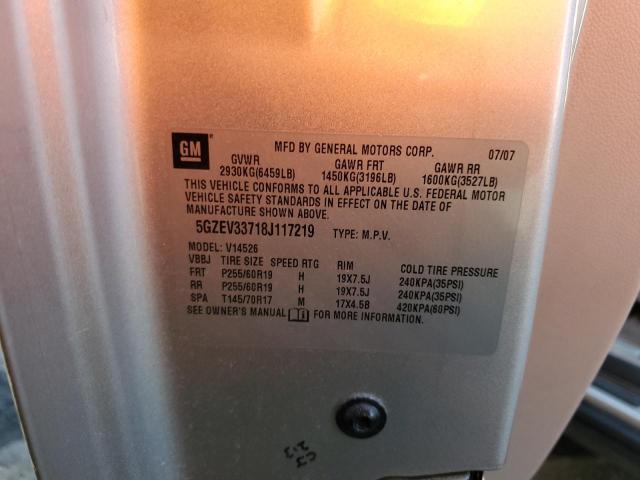 GM
MFD BY GENERAL MOTORS CORP. 07/07
GVWR GAWR FRT GAWR RR
2930KG(6459LB) 1450KG(3196LB) 1600KG(3527LB)
THIS VEHICLE CONFORMS TO ALL APPLICABLE U.S. FEDERAL MOTOR
VEHICLE SAFETY STANDARDS IN EFFECT ON THE DATE OF
MANUFACTURE SHOWN ABOVE.
5GZEV33718J117219 TYPE: M.P.V.
MODEL: V14526
VBBJ TIRE SIZE SPEED RTG RIM COLD TIRE PRESSURE
FRT P255/60R19 H 19X7.5J 240KPA(35PSI)
RR P255/60R19 H 19X7.5J 240KPA(35PSI)
SPA T145/70R17 M 17X4.5B 420KPA(60PSI)
SEE OWNER'S MANUAL FOR MORE INFORMATION.